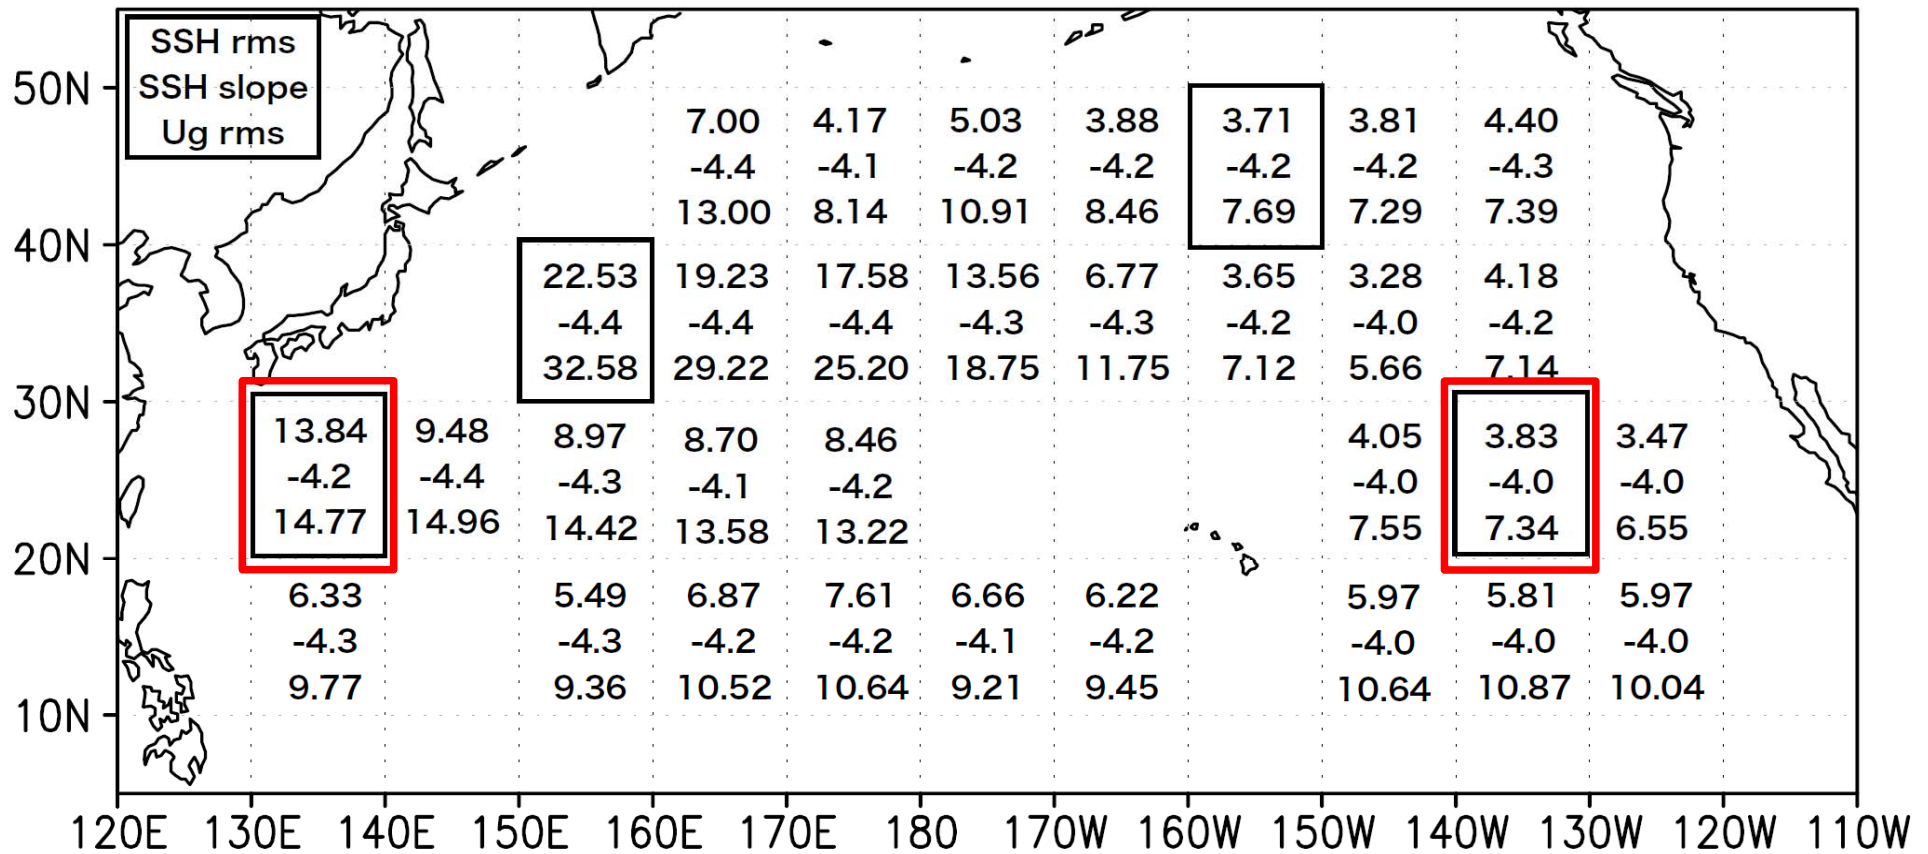 SSH rms
SSH slope
Ug rms
50N
7.00 4.17 5.03 3.88 3.71 3.81 4.40
-4.4 -4.1 -4.2 -4.2 -4.2 -4.2 -4.3
13.00 8.14 10.91 8.46 7.69 7.29 7.39
40N
22.53 19.23 17.58 13.56 6.77 3.65 3.28 4.18
-4.4 -4.4 -4.4 -4.3 -4.3 -4.2 -4.0 -4.2
32.58 29.22 25.20 18.75 11.75 7.12 5.66 7.14
30N
13.84 9.48 8.97 8.70 8.46 4.05 3.83 3.47
-4.2 -4.4 -4.3 -4.1 -4.2 -4.0 -4.0 -4.0
14.77 14.96 14.42 13.58 13.22 7.55 7.34 6.55
20N
6.33 5.49 6.87 7.61 6.66 6.22 5.97 5.81 5.97
-4.3 -4.3 -4.2 -4.2 -4.1 -4.2 -4.0 -4.0 -4.0
9.77 9.36 10.52 10.64 9.21 9.45 10.64 10.87 10.04
10N
120E 130E 140E 150E 160E 170E 180 170W 160W 150W 140W 130W 120W 110W